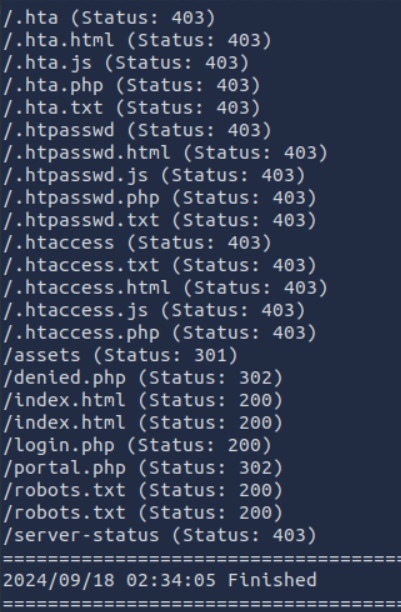 /.hta (Status: 403)
/.hta.html (Status: 403)
/.hta.js (Status: 403)
/.hta.php (Status: 403)
/.hta.txt (Status: 403)
/.htpasswd (Status: 403)
/.htpasswd.html (Status: 403)
/.htpasswd.js (Status: 403)
/.htpasswd.php (Status: 403)
/.htpasswd.txt (Status: 403)
/.htaccess (Status: 403)
/.htaccess.txt (Status: 403)
/.htaccess.html (Status: 403)
/.htaccess.js (Status: 403)
/.htaccess.php (Status: 403)
/assets (Status: 301)
/denied.php (Status: 302)
/index.html (Status: 200)
/index.html (Status: 200)
/login.php (Status: 200)
/portal.php (Status: 302)
/robots.txt (Status: 200)
/robots.txt (Status: 200)
/server-status (Status: 403)
===================================
2024/09/18 02:34:05 Finished
===================================